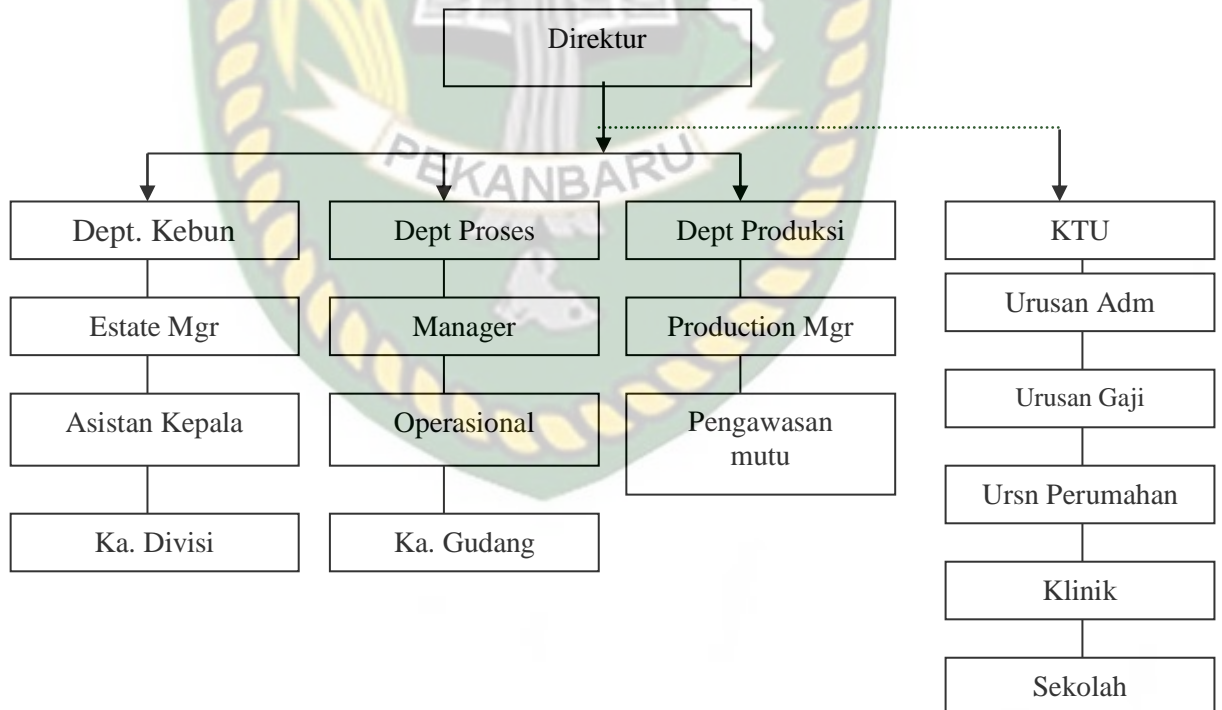 Direktur
PEKANBARU
Dept. Kebun
Dept Proses
Dept Produksi
KTU
Estate Mgr
Manager
Production Mgr
Urusan Adm
Asistan Kepala
Operasional
Pengawasan
mutu
Urusan Gaji
Ka. Divisi
Ka. Gudang
Ursn Perumahan
Klinik
Sekolah